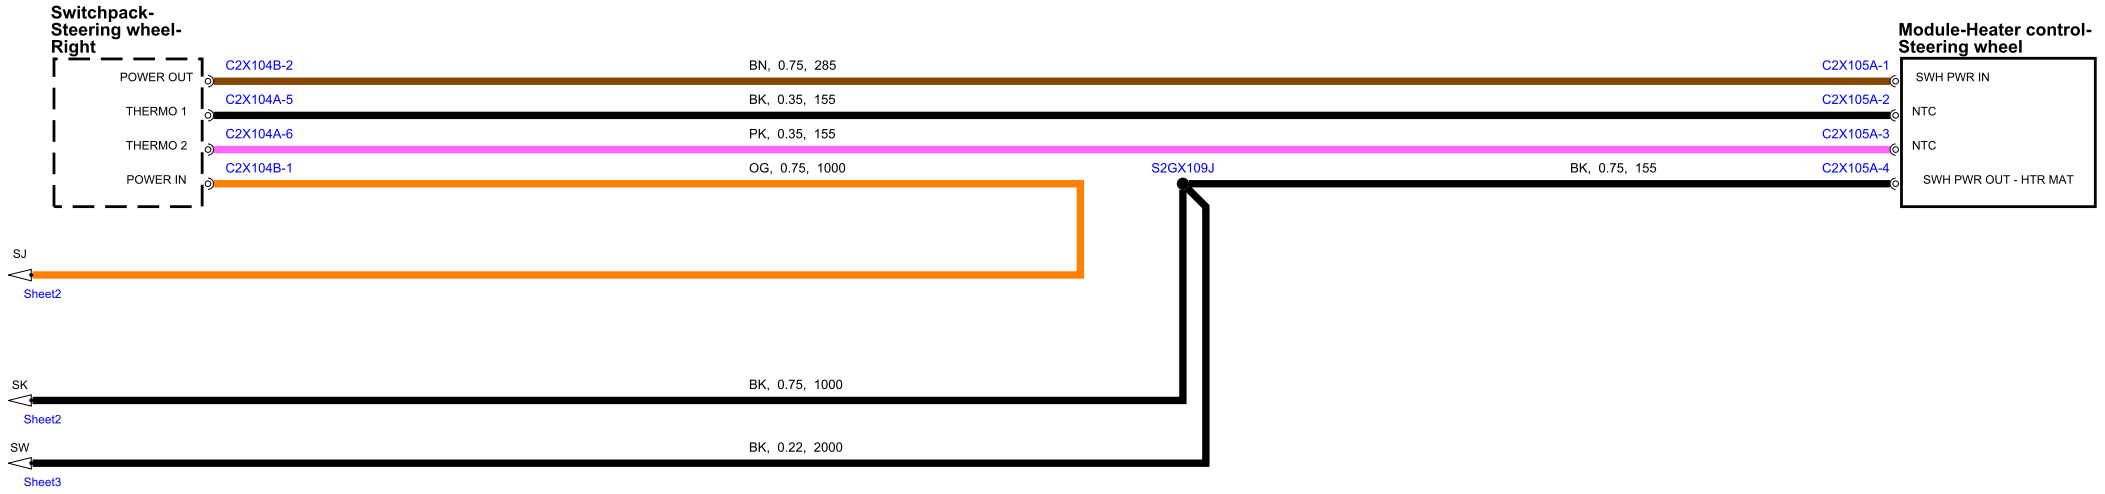 Switchpack-
Steering wheel-
Right
Module-Heater control-
Steering wheel
POWER OUT
C2X104B-2
BN, 0.75, 285
C2X105A-1
SWH PWR IN
THERMO 1
C2X104A-5
BK, 0.35, 155
C2X105A-2
NTC
THERMO 2
C2X104A-6
PK, 0.35, 155
C2X105A-3
NTC
POWER IN
C2X104B-1
OG, 0.75, 1000
S2GX109J
BK, 0.75, 155
C2X105A-4
SWH PWR OUT - HTR MAT
SJ
Sheet2
SK
BK, 0.75, 1000
Sheet2
SW
BK, 0.22, 2000
Sheet3